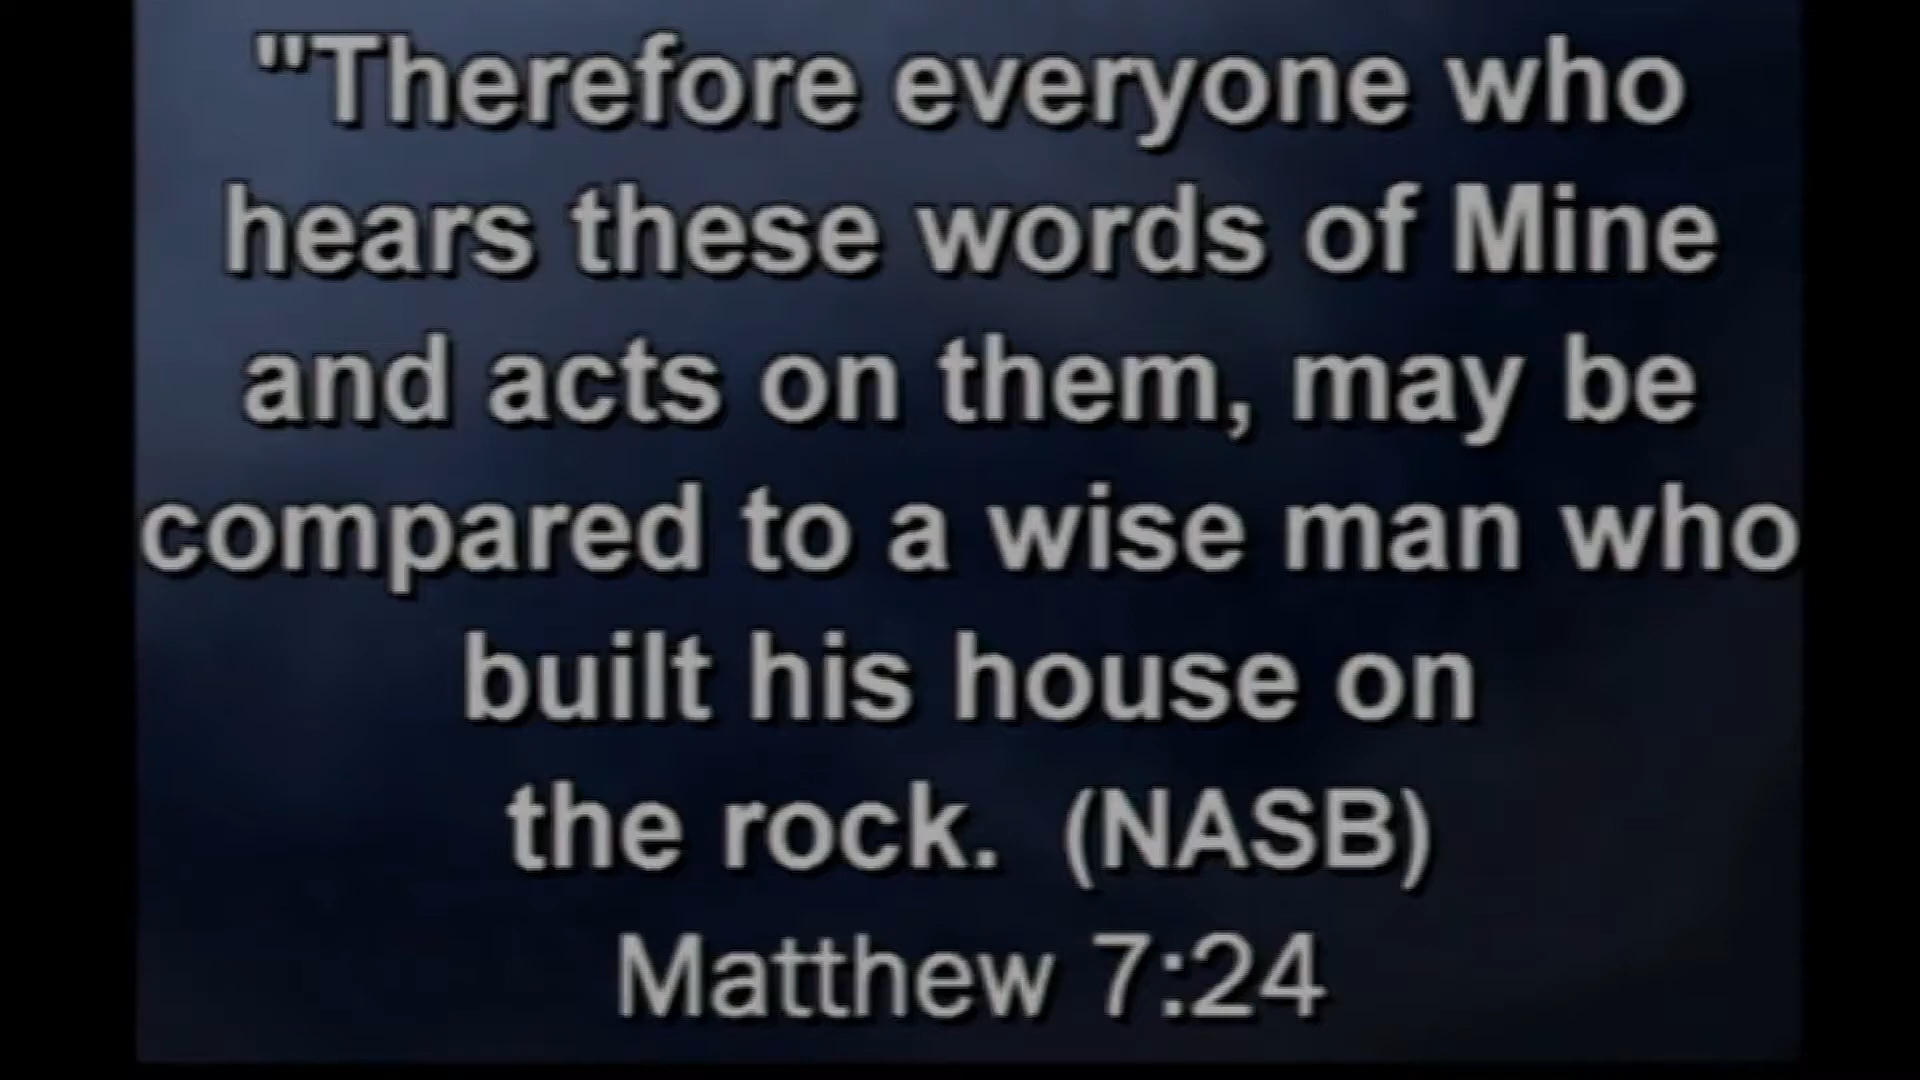 "Therefore everyone who
hears these words of Mine
and acts on them, may be
compared to a wise man who
built his house on
the rock. (NASB)
Matthew 7:24